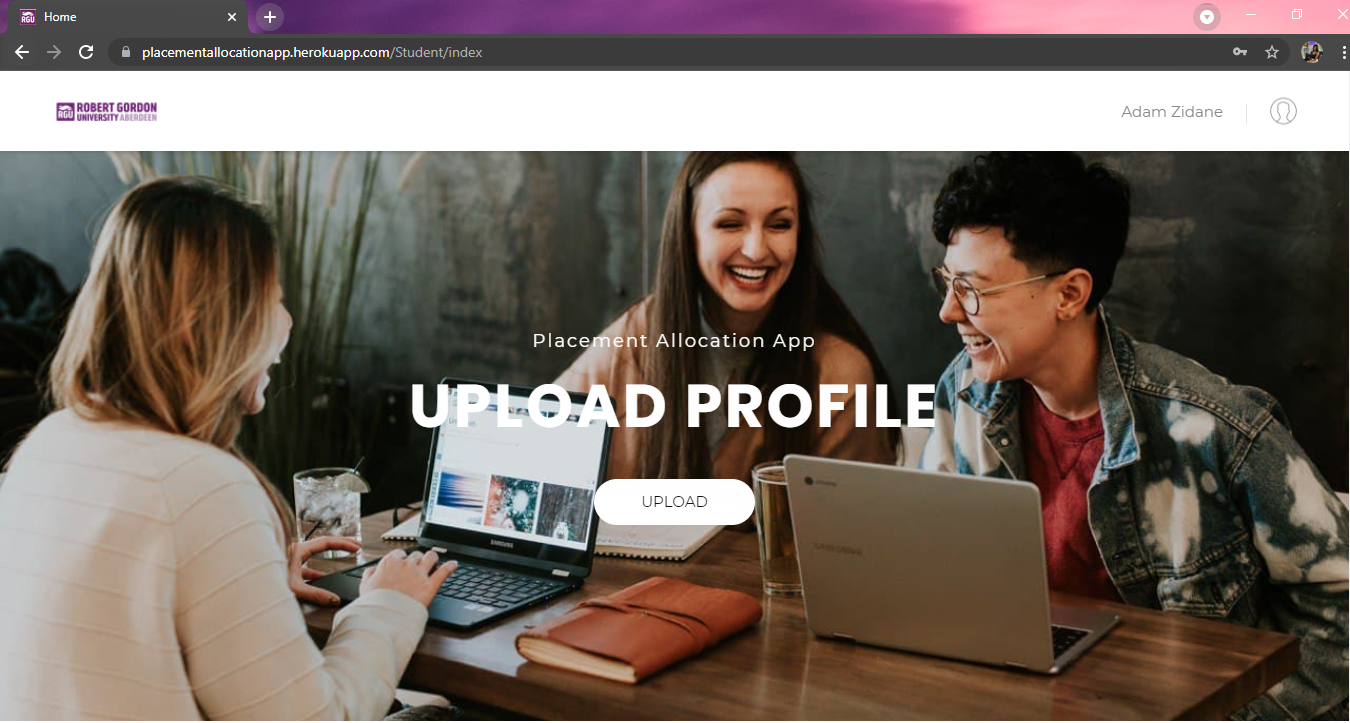 Home
placementallocationapp.herokuapp.com/Student/index
RGU ROBERT GORDON
UNIVERSITY ABERDEEN
Adam Zidane
Placement Allocation App
UPLOAD PROFILE
UPLOAD
SAMSUNG